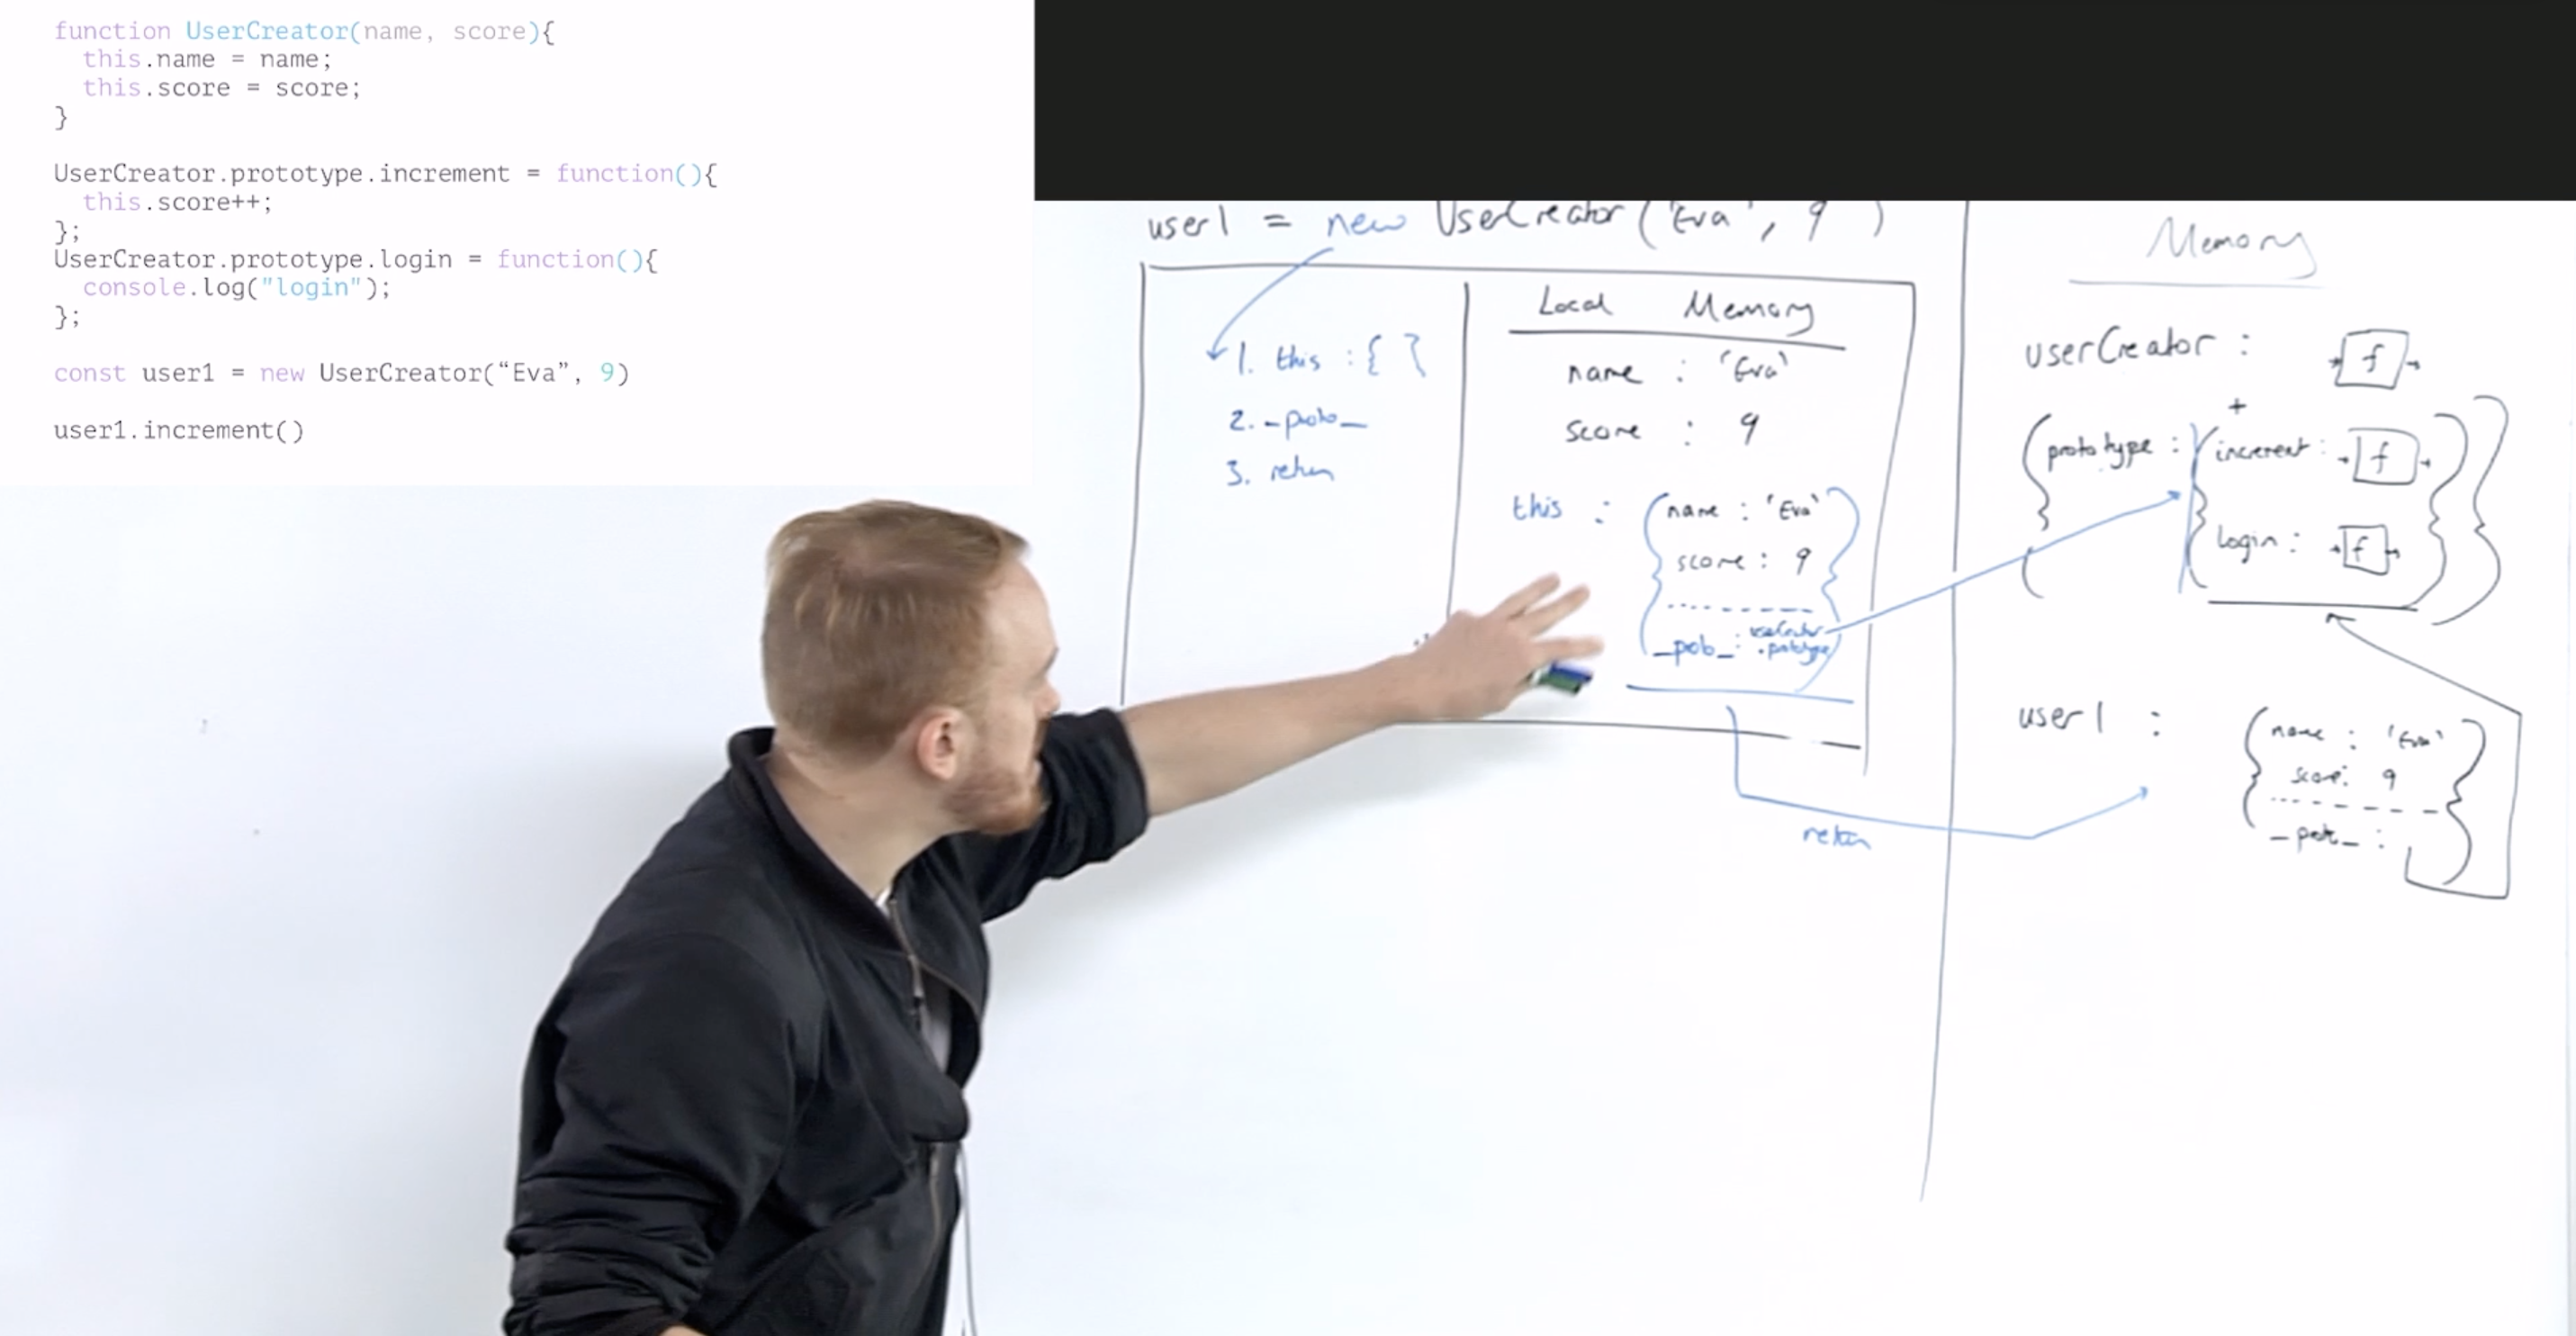 function UserCreator(name, score){
this.name = name;
this.score = score;
}
UserCreator.prototype.increment = function(){
this.score++;
};
UserCreator.prototype.login = function(){
console.log("login");
};
const user1 = new UserCreator(“Eva”, 9)
user1.increment()
user1 = new UserCreator ('Eva', 9 )
1. this : { }
2. _proto_
3. return
Local Memory
name : 'Eva'
score : 9
this : { name : 'Eva'
score : 9
_proto_ : userCreator
.prototype }
return
Memory
userCreator : f
+
{ prototype : { increment : f
login : f } }
user1 : { name : 'Eva'
score: 9
_proto_ : }